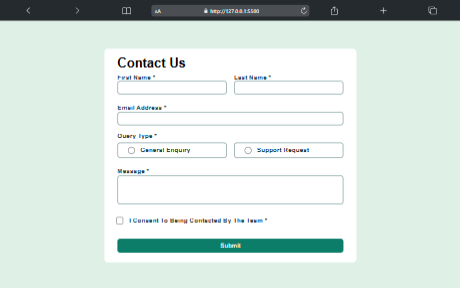 AA http://127.0.0.1:5500
Contact Us
First Name * Last Name *
Email Address *
Query Type *
General Enquiry Support Request
Message *
I Consent To Being Contacted By The Team *
Submit